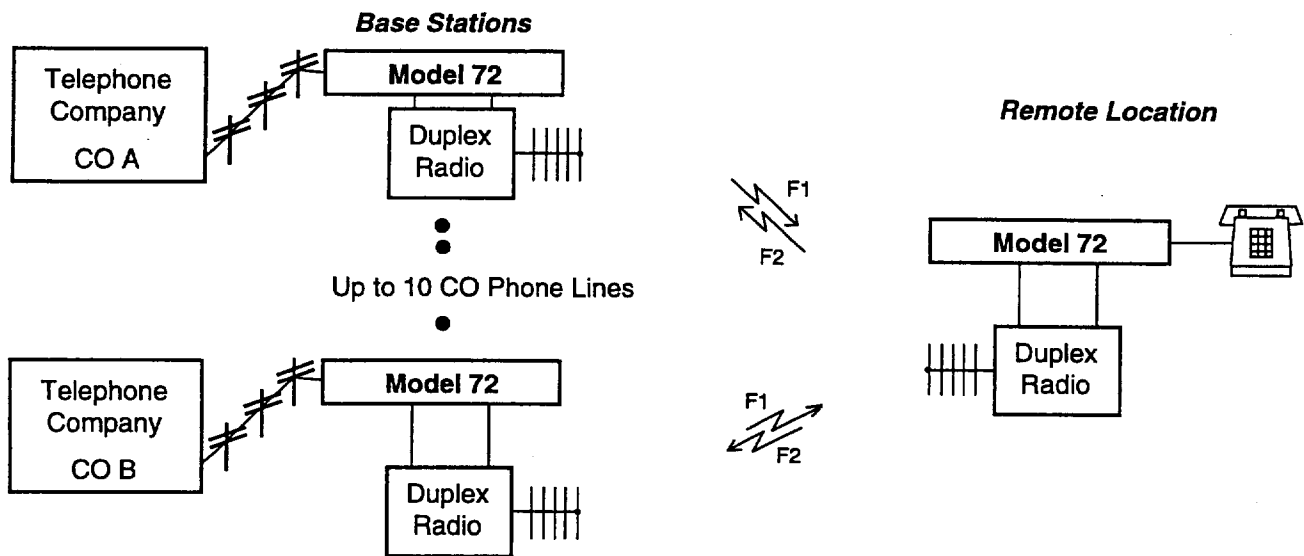 Base Stations
Telephone
Company
CO A
Model 72
Duplex
Radio
Up to 10 CO Phone Lines
Telephone
Company
CO B
Model 72
Duplex
Radio
F1
F2
F1
F2
Remote Location
Model 72
Duplex
Radio